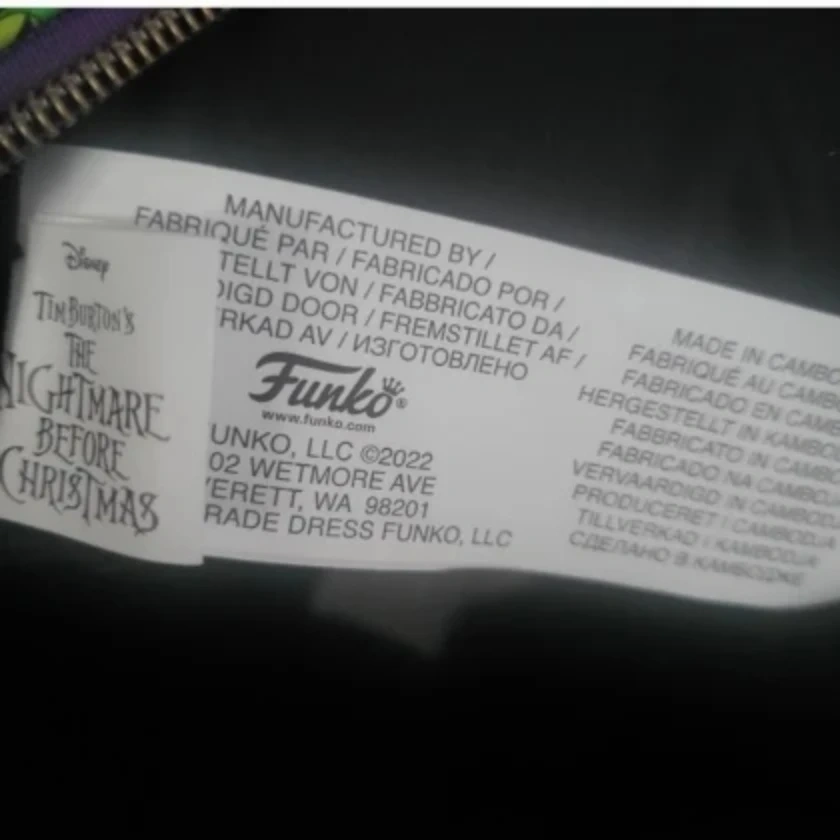 Disney
TIM BURTON'S
THE
NIGHTMARE
BEFORE
CHRISTMAS
MANUFACTURED BY /
FABRIQUÉ PAR / FABRICADO POR /
TELLT VON / FABBRICATO DA /
DIGD DOOR / FREMSTILLET AF /
RKAD AV / ИЗГОТОВЛЕНО
Funko®
www.funko.com
UNKO, LLC ©2022
02 WETMORE AVE
VERETT, WA 98201
RADE DRESS FUNKO, LLC
MADE IN CAMBO
FABRIQUÉ AU CAMB
FABRICADO EN CAMB
HERGESTELLT IN KAMBOD
FABBRICATO IN CAMBO
FABRICADO NA CAMBO
VERVAARDIGD IN CAMBOD
PRODUCERET I CAMBODJA
TILLVERKAD I KAMBODJA
СДЕЛАНО В КАМБОДЖЕ